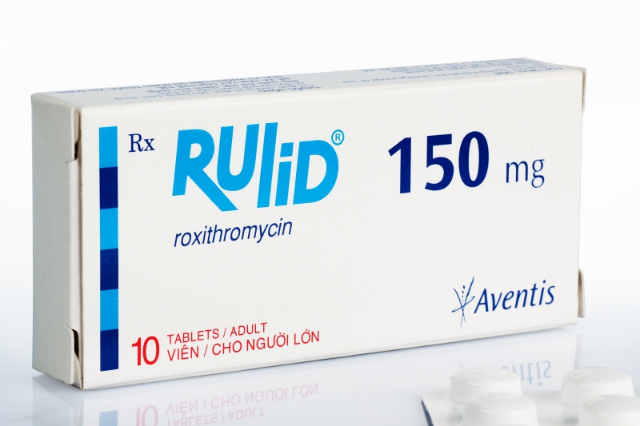 Rx
RULiD®
150 mg
roxithromycin
Aventis
10 TABLETS / ADULT
VIÊN / CHO NGƯỜI LỚN